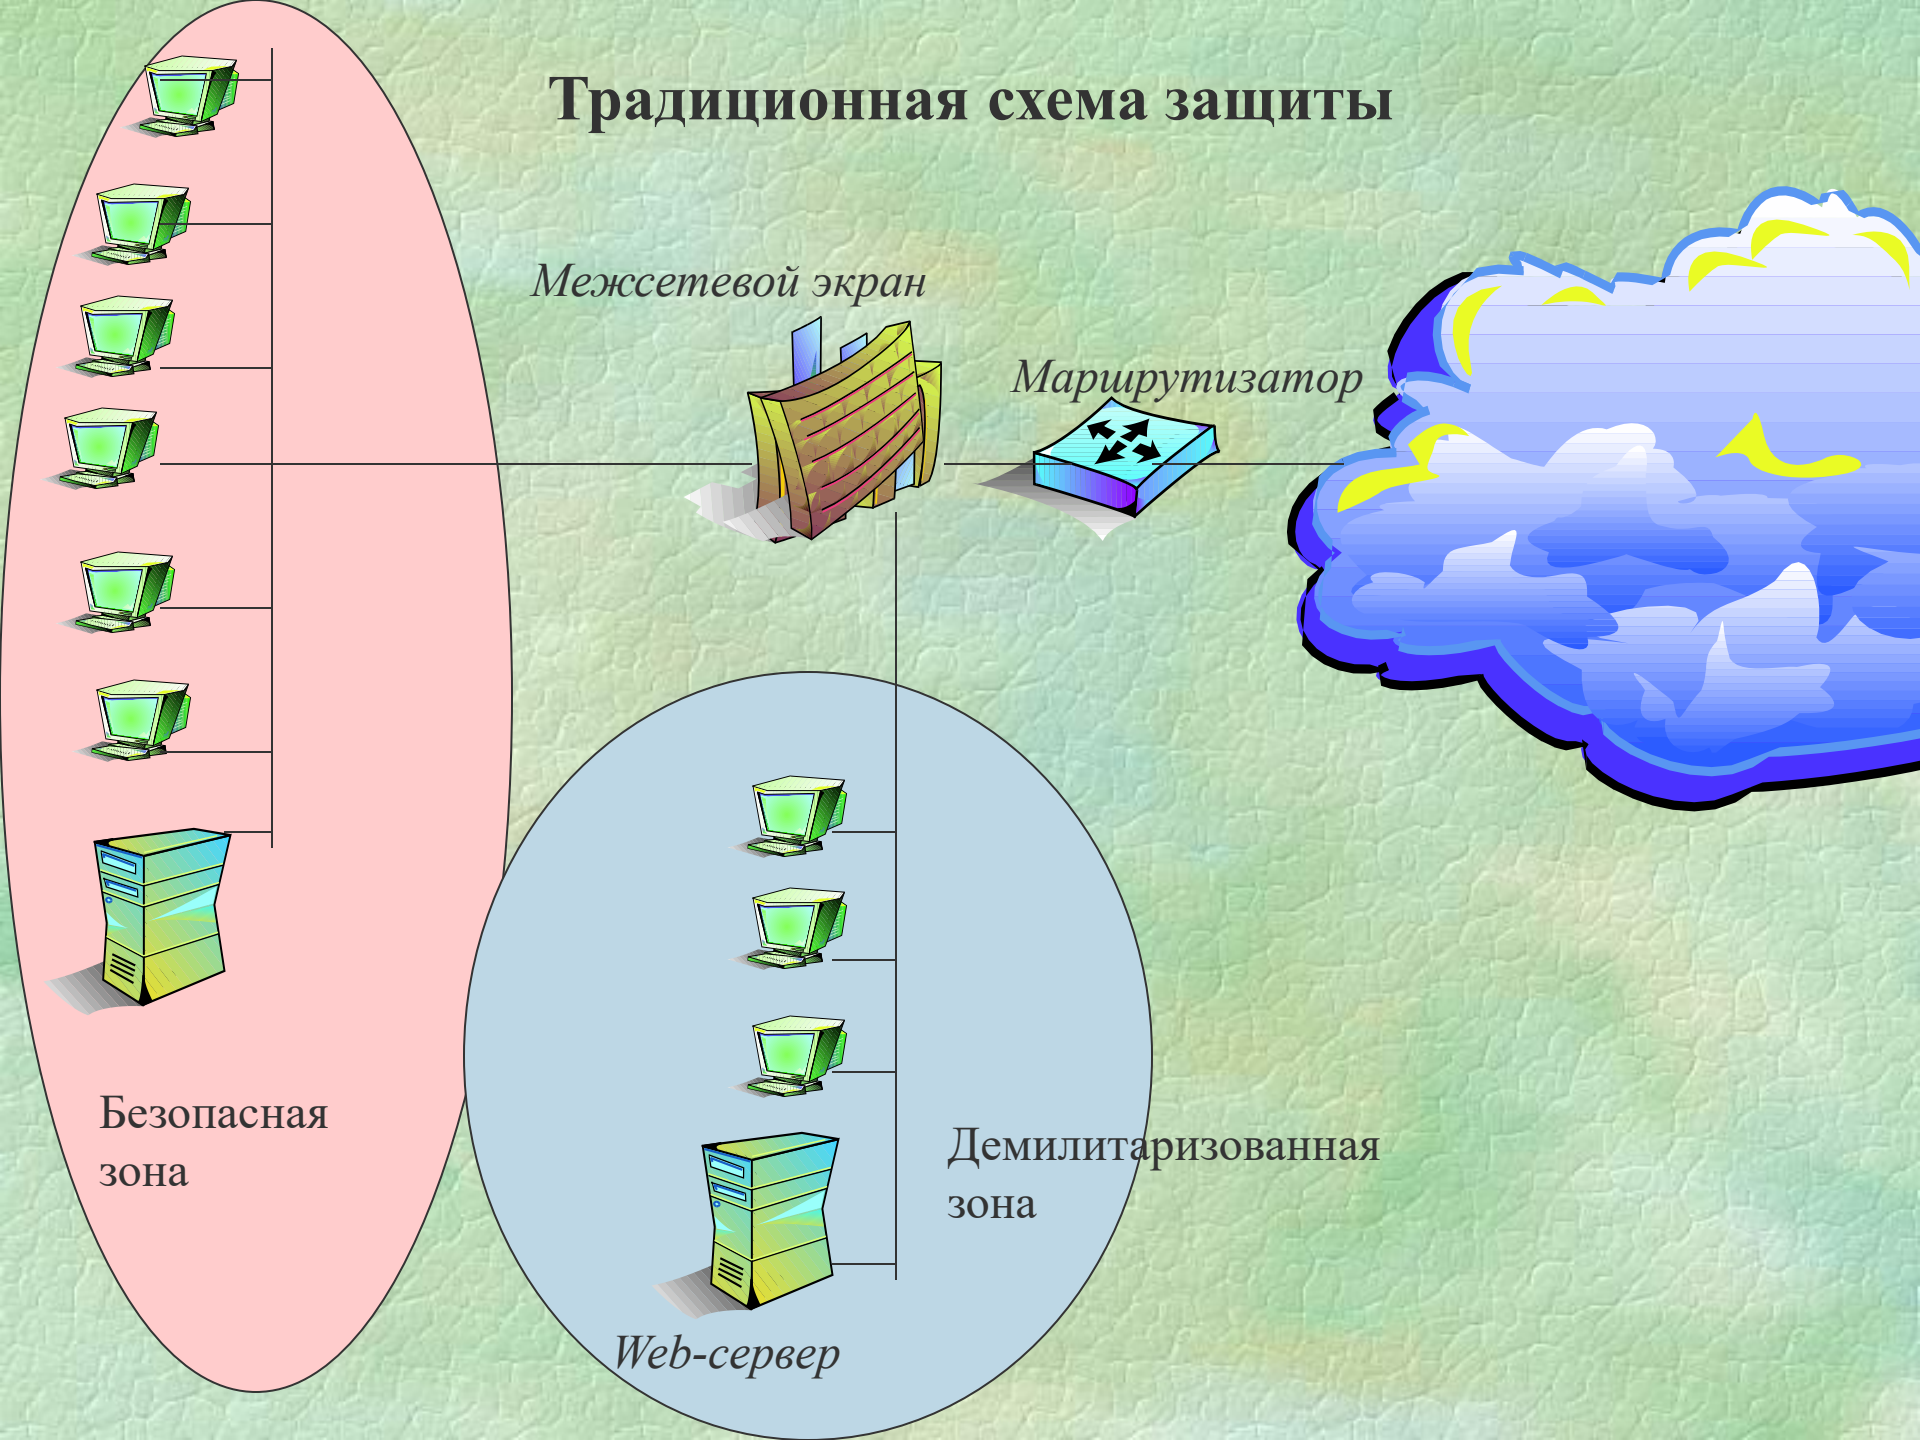 Традиционная схема защиты
Межсетевой экран
Маршрутизатор
Безопасная
зона
Демилитаризованная
зона
Web-сервер